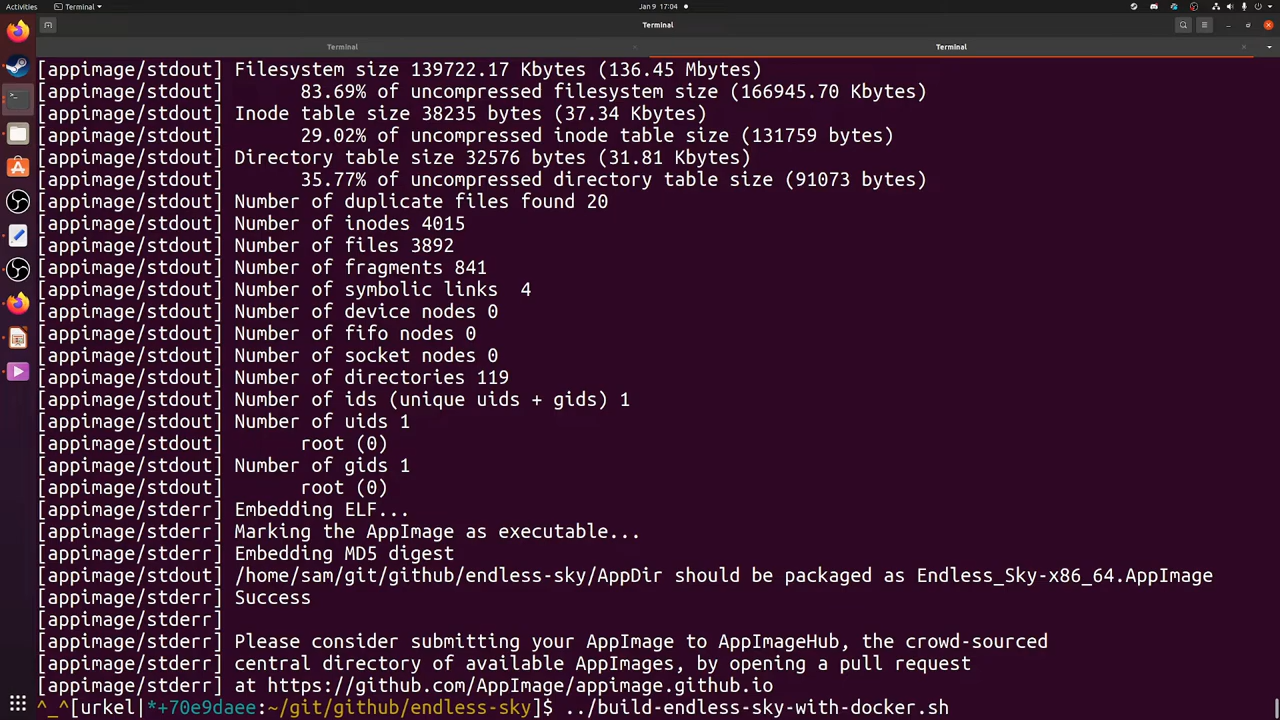 Activities Terminal Jan 9 17:04
Terminal
Terminal Terminal
[appimage/stdout] Filesystem size 139722.17 Kbytes (136.45 Mbytes)
[appimage/stdout]       83.69% of uncompressed filesystem size (166945.70 Kbytes)
[appimage/stdout] Inode table size 38235 bytes (37.34 Kbytes)
[appimage/stdout]       29.02% of uncompressed inode table size (131759 bytes)
[appimage/stdout] Directory table size 32576 bytes (31.81 Kbytes)
[appimage/stdout]       35.77% of uncompressed directory table size (91073 bytes)
[appimage/stdout] Number of duplicate files found 20
[appimage/stdout] Number of inodes 4015
[appimage/stdout] Number of files 3892
[appimage/stdout] Number of fragments 841
[appimage/stdout] Number of symbolic links  4
[appimage/stdout] Number of device nodes 0
[appimage/stdout] Number of fifo nodes 0
[appimage/stdout] Number of socket nodes 0
[appimage/stdout] Number of directories 119
[appimage/stdout] Number of ids (unique uids + gids) 1
[appimage/stdout] Number of uids 1
[appimage/stdout]       root (0)
[appimage/stdout] Number of gids 1
[appimage/stdout]       root (0)
[appimage/stderr] Embedding ELF...
[appimage/stderr] Marking the AppImage as executable...
[appimage/stderr] Embedding MD5 digest
[appimage/stderr] /home/sam/git/github/endless-sky/AppDir should be packaged as Endless_Sky-x86_64.AppImage
[appimage/stderr] Success
[appimage/stderr]
[appimage/stderr] Please consider submitting your AppImage to AppImageHub, the crowd-sourced
[appimage/stderr] central directory of available AppImages, by opening a pull request
[appimage/stderr] at https://github.com/AppImage/appimage.github.io
^_^[urkel|*+70e9daee:~/git/github/endless-sky]$ ../build-endless-sky-with-docker.sh